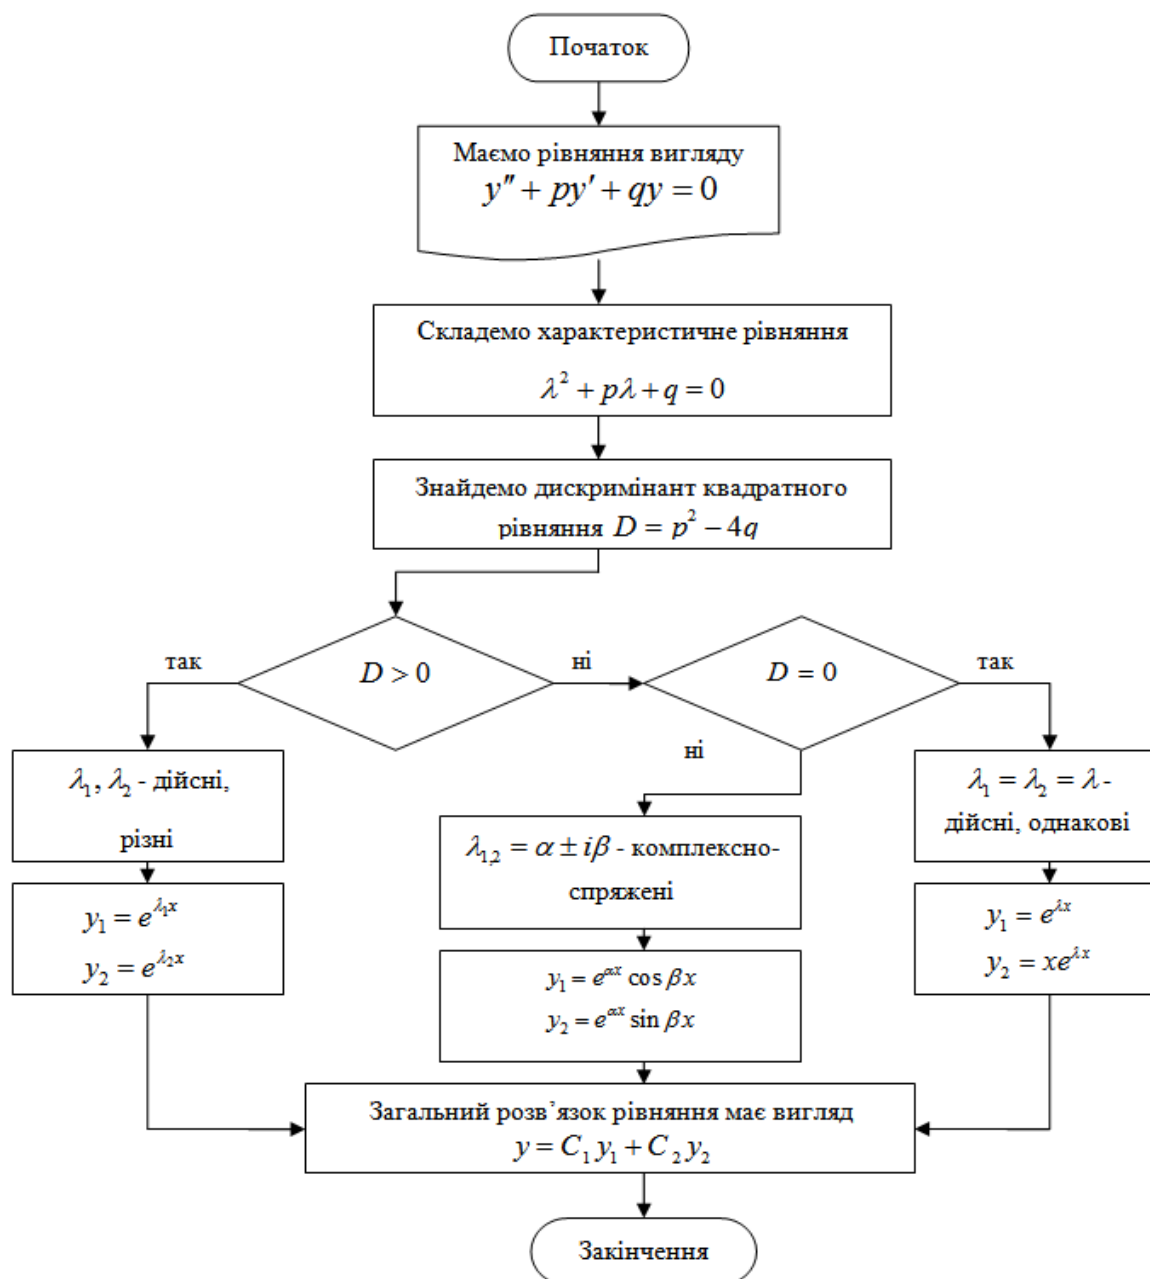 Початок
Маємо рівняння вигляду
y″ + py′ + qy = 0
Складемо характеристичне рівняння
λ² + pλ + q = 0
Знайдемо дискримінант квадратного
рівняння D = p² − 4q
так
D > 0
ні
D = 0
так
ні
λ₁, λ₂ - дійсні,
різні
y₁ = e^{λ₁x}
y₂ = e^{λ₂x}
λ₁,₂ = α ± iβ - комплексно-
спряжені
y₁ = e^{αx} cos βx
y₂ = e^{αx} sin βx
λ₁ = λ₂ = λ -
дійсні, однакові
y₁ = e^{λx}
y₂ = xe^{λx}
Загальний розв’язок рівняння має вигляд
y = C₁y₁ + C₂y₂
Закінчення